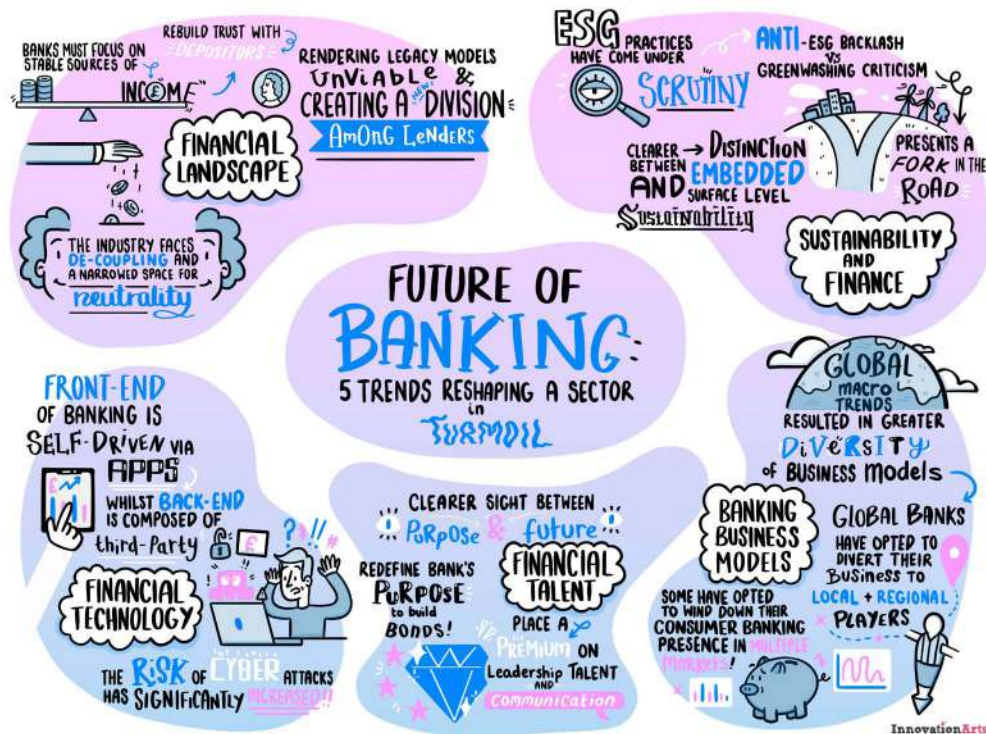 FUTURE OF
BANKING:
5 TRENDS RESHAPING A SECTOR
in
TURMOIL
BANKS MUST FOCUS ON
STABLE SOURCES OF
INCOME
£
REBUILD TRUST WITH
DEPOSITORS
RENDERING LEGACY MODELS
UNVIABLE &
CREATING A NEW DIVISION
AMONG LENDERS
FINANCIAL
LANDSCAPE
THE INDUSTRY FACES
DE-COUPLING AND
A NARROWED SPACE FOR
neutrality
ESG PRACTICES
HAVE COME UNDER
SCRUTINY
ANTI-ESG BACKLASH
VS
GREENWASHING CRITICISM
PRESENTS A
FORK IN THE
ROAD
CLEARER → DISTINCTION
BETWEEN EMBEDDED
AND SURFACE LEVEL
Sustainability
SUSTAINABILITY
AND
FINANCE
FRONT-END
OF BANKING IS
SELF-DRIVEN VIA
APPS
£
WHILST BACK-END
IS COMPOSED OF
third-Party
£
?!!#
FINANCIAL
TECHNOLOGY
THE RISK OF CYBER ATTACKS
HAS SIGNIFICANTLY INCREASED!!
CLEARER SIGHT BETWEEN
PURPOSE & future
FINANCIAL
TALENT
REDEFINE BANK'S
PURPOSE
to build
BONDS!
PLACE A
PREMIUM ON
Leadership TALENT
AND
communication
GLOBAL
MACRO
TRENDS
RESULTED IN GREATER
DiVeRSITy
OF BUSINESS Models
BANKING
BUSINESS
MODELS
GLOBAL BANKS
HAVE OPTED TO
DIVERT THEIR
Business TO
LOCAL + REGIONAL
PLAYERS
SOME HAVE OPTED
TO WIND DOWN THEIR
CONSUMER BANKING
PRESENCE IN MULTIPLE
MARKETS!
InnovationArts